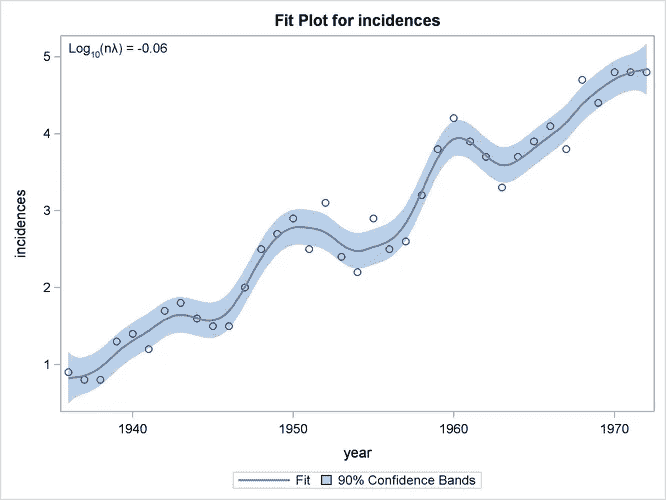 Fit Plot for incidences
Log10(nλ) = -0.06
5
4
3
2
1
incidences
1940 1950 1960 1970
year
Fit 90% Confidence Bands